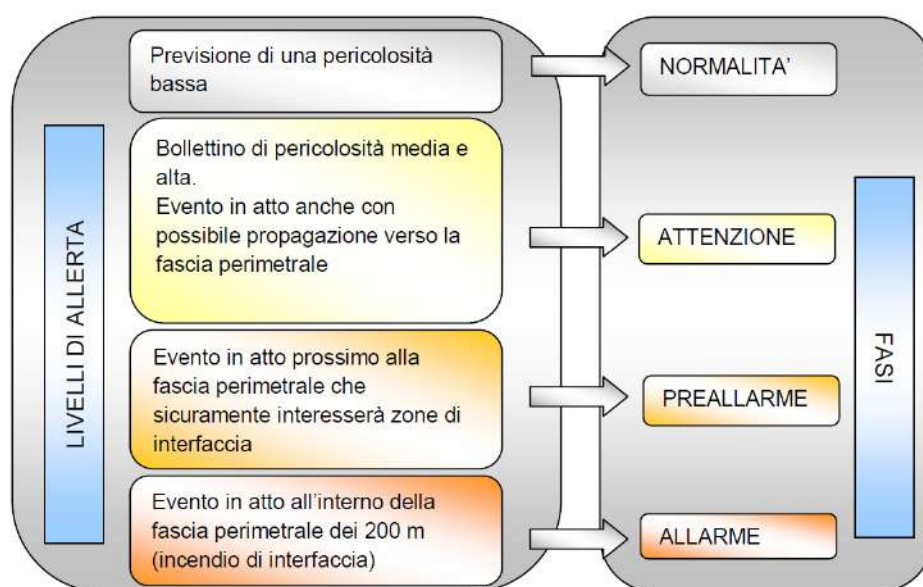 LIVELLI DI ALLERTA
Previsione di una pericolosità
bassa
NORMALITA'
Bollettino di pericolosità media e
alta.
Evento in atto anche con
possibile propagazione verso la
fascia perimetrale
ATTENZIONE
Evento in atto prossimo alla
fascia perimetrale che
sicuramente interesserà zone di
interfaccia
PREALLARME
Evento in atto all'interno della
fascia perimetrale dei 200 m
(incendio di interfaccia)
ALLARME
FASI